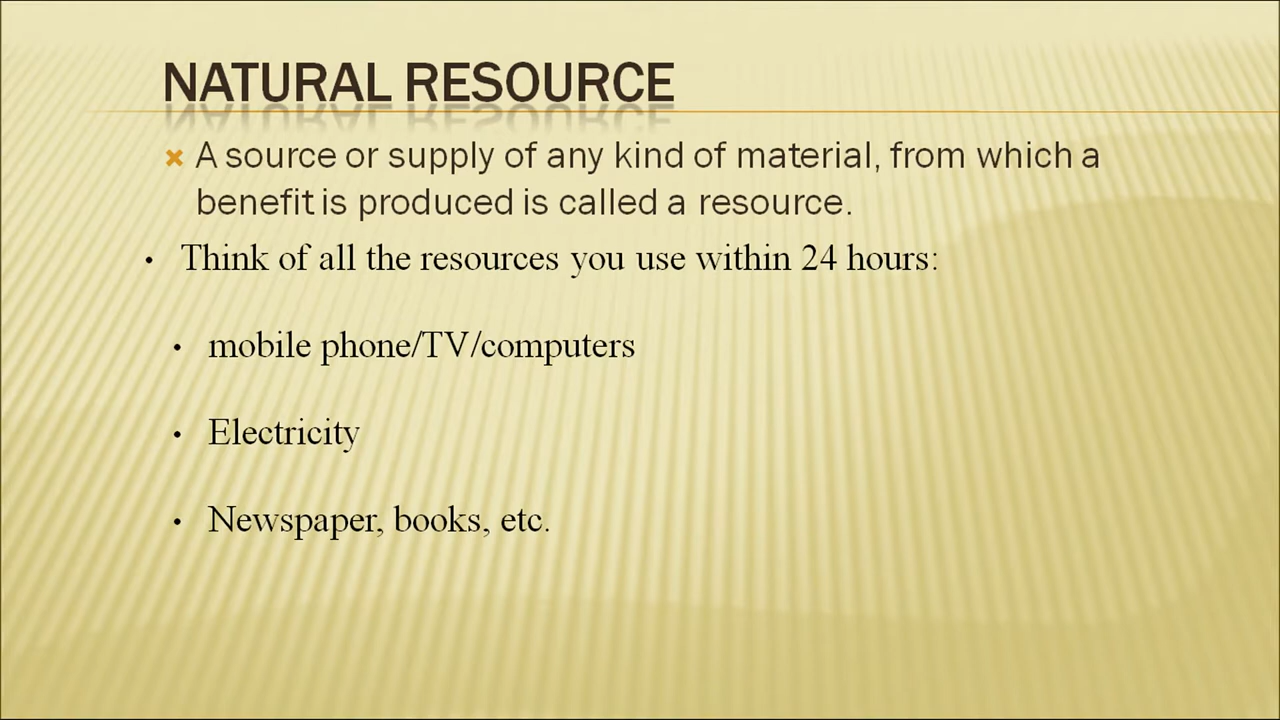 NATURAL RESOURCE
A source or supply of any kind of material, from which a
benefit is produced is called a resource.
• Think of all the resources you use within 24 hours:
• mobile phone/TV/computers
• Electricity
• Newspaper, books, etc.